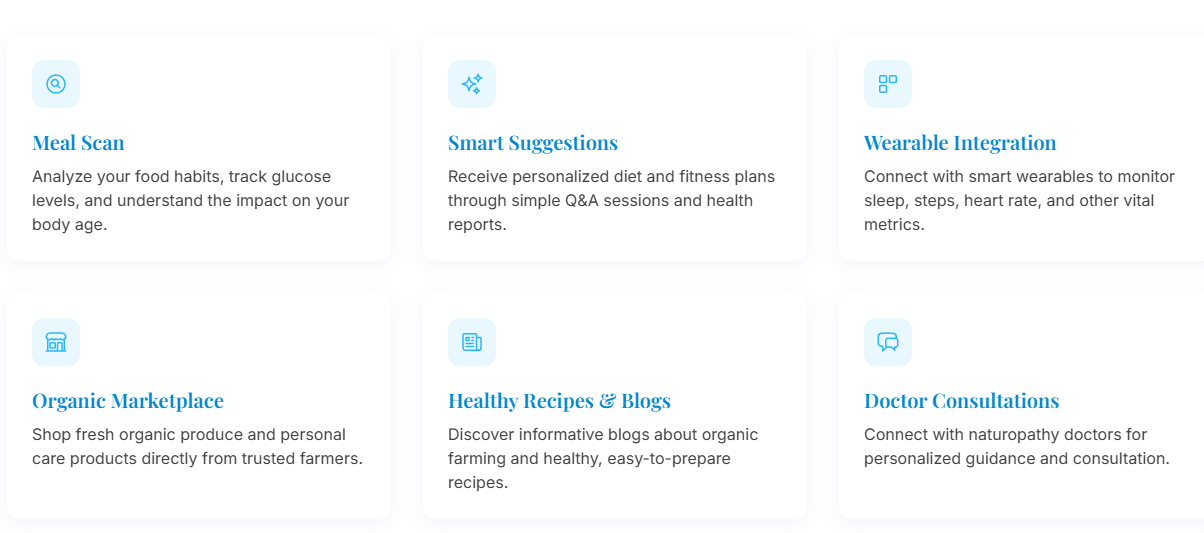 Meal Scan
Analyze your food habits, track glucose
levels, and understand the impact on your
body age.
Smart Suggestions
Receive personalized diet and fitness plans
through simple Q&A sessions and health
reports.
Wearable Integration
Connect with smart wearables to monitor
sleep, steps, heart rate, and other vital
metrics.
Organic Marketplace
Shop fresh organic produce and personal
care products directly from trusted farmers.
Healthy Recipes & Blogs
Discover informative blogs about organic
farming and healthy, easy-to-prepare
recipes.
Doctor Consultations
Connect with naturopathy doctors for
personalized guidance and consultation.